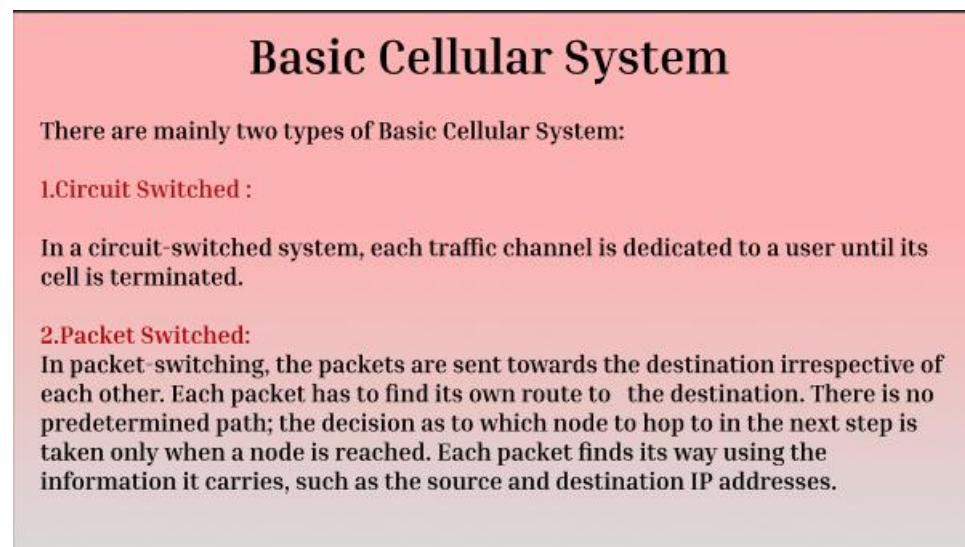 Basic Cellular System
There are mainly two types of Basic Cellular System:
1.Circuit Switched :
In a circuit-switched system, each traffic channel is dedicated to a user until its
cell is terminated.
2.Packet Switched:
In packet-switching, the packets are sent towards the destination irrespective of
each other. Each packet has to find its own route to the destination. There is no
predetermined path; the decision as to which node to hop to in the next step is
taken only when a node is reached. Each packet finds its way using the
information it carries, such as the source and destination IP addresses.